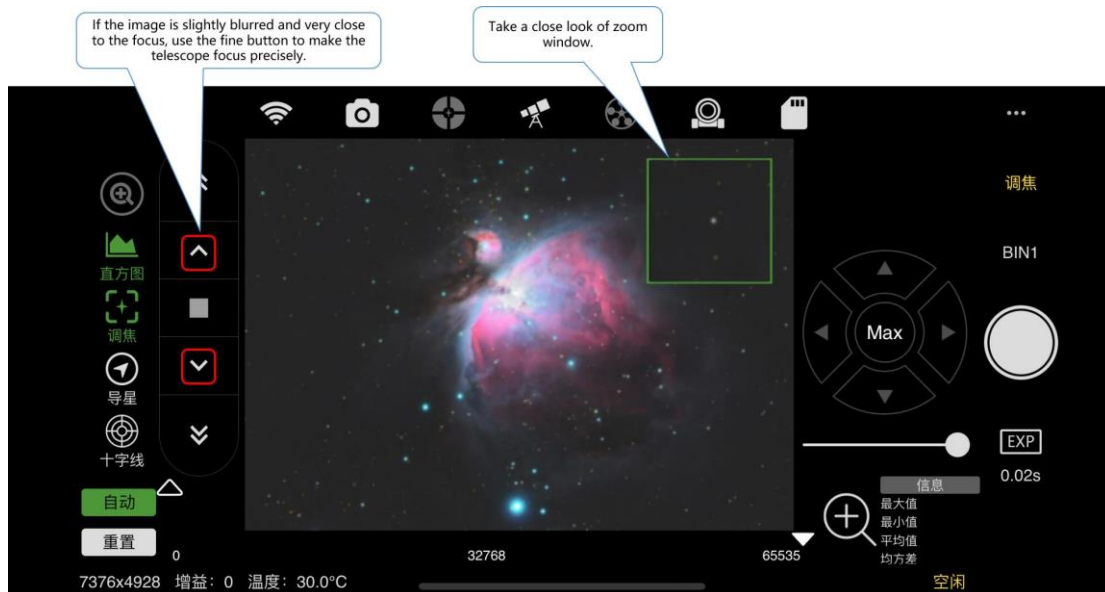 If the image is slightly blurred and very close
to the focus, use the fine button to make the
telescope focus precisely.
Take a close look of zoom
window.
调焦
直方图
BIN1
调焦
Max
导星
十字线
EXP
0.02s
自动
信息
最大值
最小值
重置
平均值
均方差
0
32768
65535
7376x4928 增益：0 温度：30.0°C
空闲